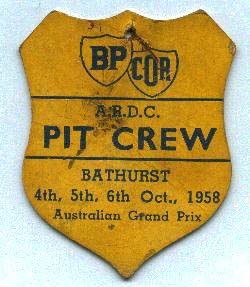 BP COR
A.R.D.C.
PIT CREW
BATHURST
4th, 5th, 6th Oct., 1958
Australian Grand Prix